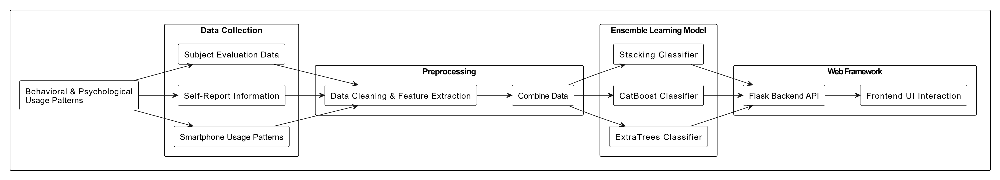 Behavioral & Psychological
Usage Patterns
Data Collection
Subject Evaluation Data
Self-Report Information
Smartphone Usage Patterns
Preprocessing
Data Cleaning & Feature Extraction
Combine Data
Ensemble Learning Model
Stacking Classifier
CatBoost Classifier
ExtraTrees Classifier
Web Framework
Flask Backend API
Frontend UI Interaction